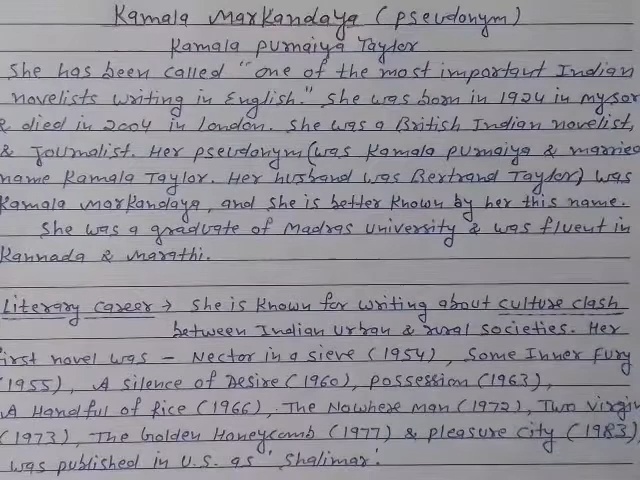 Kamala Markandaya (pseudonym)
Kamala Purnaiya Taylor
She has been called "one of the most important Indian
novelists writing in English." She was born in 1924 in mysor
& died in 2004 in london. She was a British Indian novelist,
& Journalist. Her pseudonym (was Kamala purnaiya & married
name Kamala Taylor. Her husband was Bertrand Taylor) was
Kamala markandaya, and she is better known by her this name.
She was a graduate of Madras university & was fluent in
Kannada & marathi.
Literary career → She is known for writing about culture clash
between Indian urban & rural societies. Her
first novel was - Nector in a sieve (1954), Some Inner Fury
(1955), A silence of Desire (1960), possession (1963),
A Handful of Rice (1966), The Nowhere man (1972), Two Virgin
(1973), The Golden Honeycomb (1977) & pleasure city (1983),
was published in U.S. as 'Shalimar'.